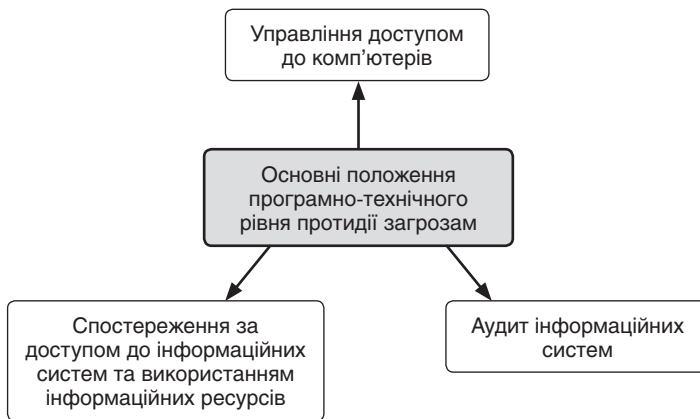 Управління доступом
до комп’ютерів
Основні положення
програмно-технічного
рівня протидії загрозам
Спостереження за
доступом до інформаційних
систем та використанням
інформаційних ресурсів
Аудит інформаційних
систем